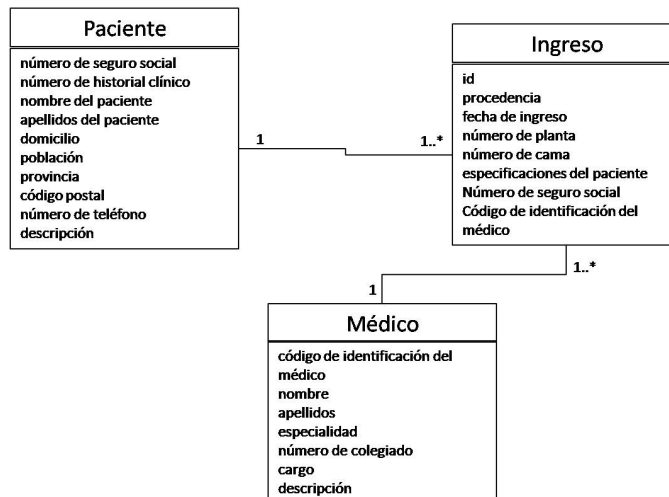 Paciente
número de seguro social
número de historial clínico
nombre del paciente
apellidos del paciente
domicilio
población
provincia
código postal
número de teléfono
descripción
1
1..*
Ingreso
id
procedencia
fecha de ingreso
número de planta
número de cama
especificaciones del paciente
Número de seguro social
Código de identificación del
médico
1..*
1
Médico
código de identificación del
médico
nombre
apellidos
especialidad
número de colegiado
cargo
descripción